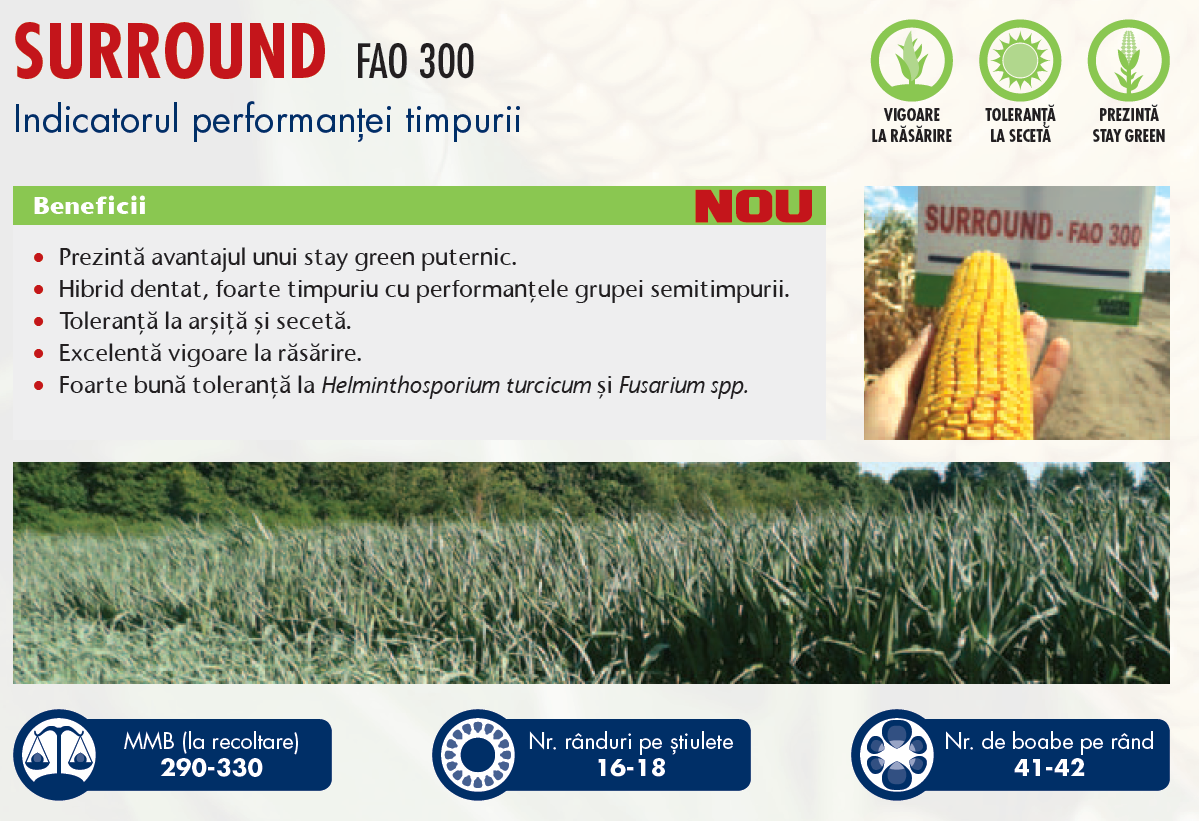 SURROUND FAO 300
Indicatorul performanței timpurii
VIGOARE
LA RĂSĂRIRE
TOLERANȚĂ
LA SECETĂ
PREZINTĂ
STAY GREEN
Beneficii
NOU
• Prezintă avantajul unui stay green puternic.
• Hibrid dentat, foarte timpuriu cu performanțele grupei semitimpurii.
• Toleranță la arșiță și secetă.
• Excelentă vigoare la răsărire.
• Foarte bună toleranță la Helminthosporium turcicum și Fusarium spp.
SURROUND - FAO 300
MMB (la recoltare)
290-330
Nr. rânduri pe știulete
16-18
Nr. de boabe pe rând
41-42